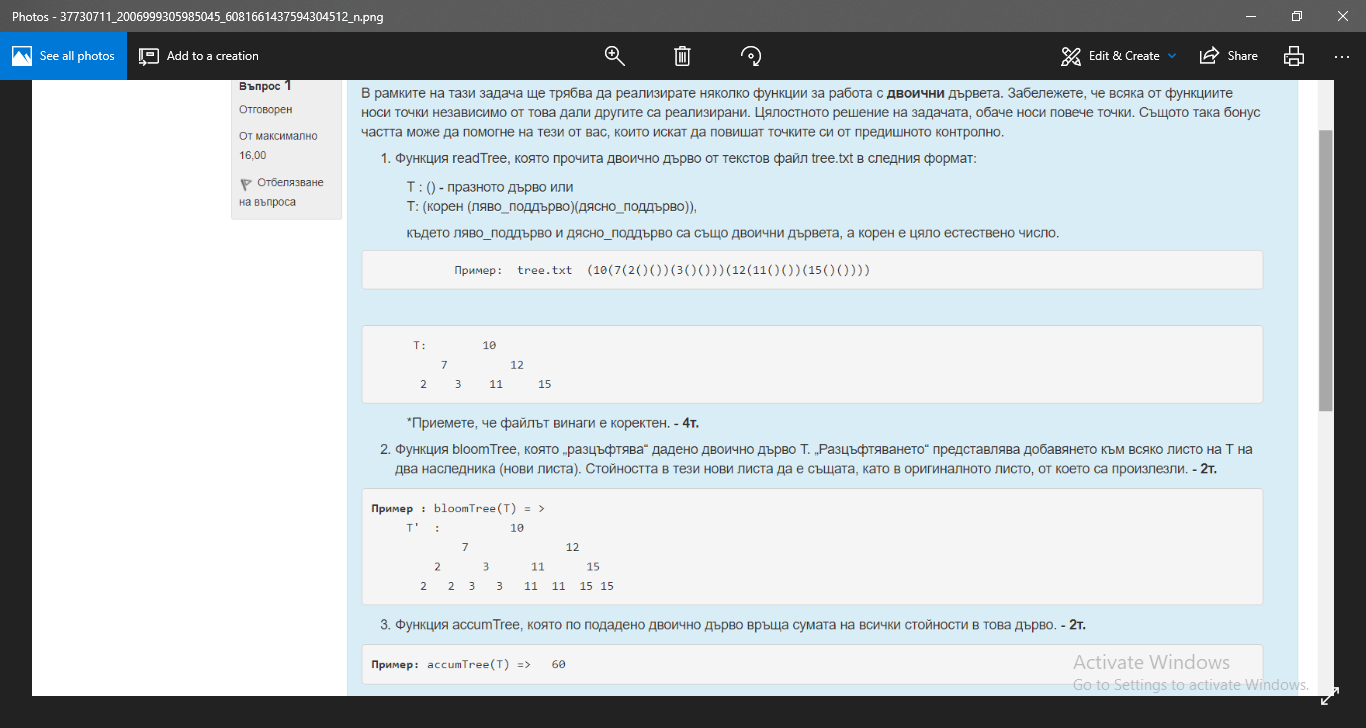 Photos - 37730711_2006999305985045_6081661437594304512_n.png
See all photos
Add to a creation
Edit & Create
Share
Въпрос 1
Отговорен
От максимално
16,00
Отбелязване
на въпроса
В рамките на тази задача ще трябва да реализирате няколко функции за работа с двоични дървета. Забележете, че всяка от функциите
носи точки независимо от това дали другите са реализирани. Цялостното решение на задачата, обаче носи повече точки. Същото така бонус
частта може да помогне на тези от вас, които искат да повишат точките си от предишното контролно.
1. Функция readTree, която прочита двоично дърво от текстов файл tree.txt в следния формат:
T : () - празното дърво или
T: (корен (ляво_поддърво)(дясно_поддърво)),
където ляво_поддърво и дясно_поддърво са също двоични дървета, а корен е цяло естествено число.
Пример: tree.txt (10(7(2()())(3()()))(12(11()())(15()())))
T: 10
7 12
2 3 11 15
*Приемете, че файлът винаги е коректен. - 4т.
2. Функция bloomTree, която „разцъфтява“ дадено двоично дърво Т. „Разцъфтяването“ представлява добавянето към всяко листо на Т на
два наследника (нови листа). Стойността в тези нови листа да е същата, като в оригиналното листо, от което са произлезли. - 2т.
Пример : bloomTree(T) = >
T' : 10
7 12
2 3 11 15
2 2 3 3 11 11 15 15
3. Функция accumTree, която по подадено двоично дърво връща сумата на всички стойности в това дърво. - 2т.
Пример: accumTree(T) => 60
Activate Windows
Go to Settings to activate Windows.